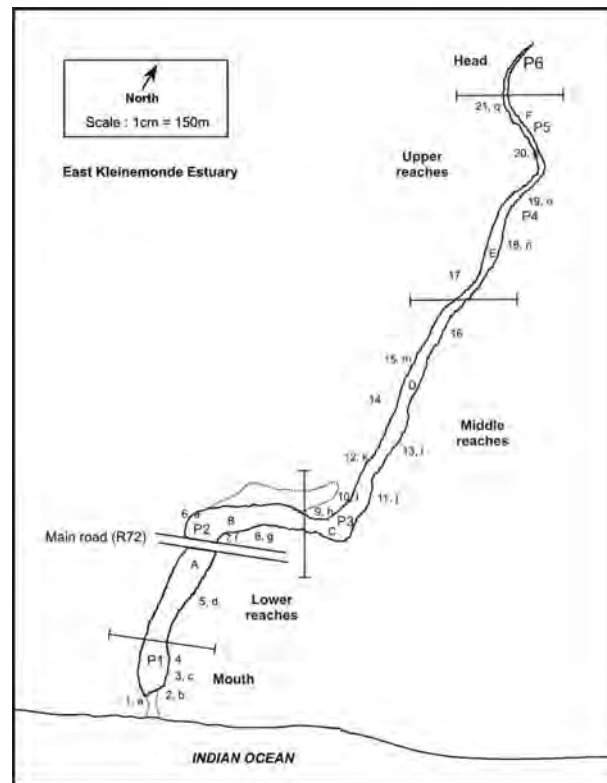 North
Scale : 1cm = 150m
East Kleinemonde Estuary
Head
P6
21, q
F
P5
20,
Upper
reaches
19, o
P4
18, n
E
17
16
15, m
D
14
Middle
reaches
13, l
12, k
11, j
10, i
9, h
P3
C
6,
P2
B
8, g
Main road (R72)
A
5, d
Lower
reaches
P1
4
3, c
Mouth
2, b
1, a
INDIAN OCEAN